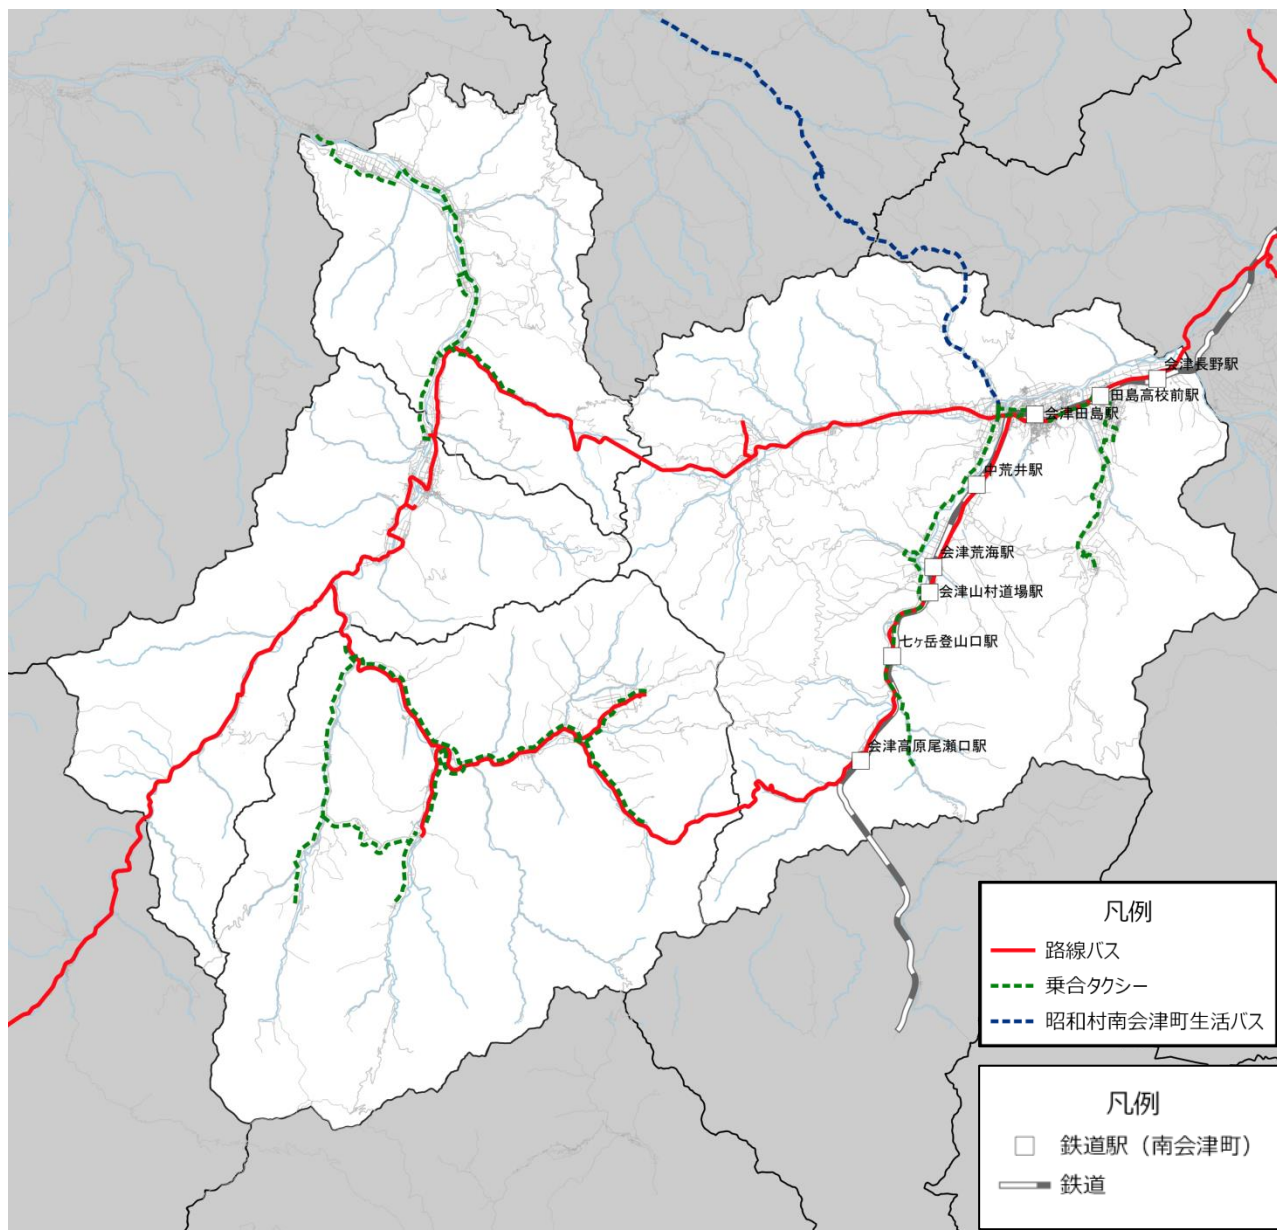 会津長野駅
田島高校前駅
会津田島駅
中荒井駅
会津荒海駅
会津山村道場駅
七ヶ岳登山口駅
会津高原尾瀬口駅
凡例
路線バス
乗合タクシー
昭和村南会津町生活バス
凡例
鉄道駅（南会津町）
鉄道